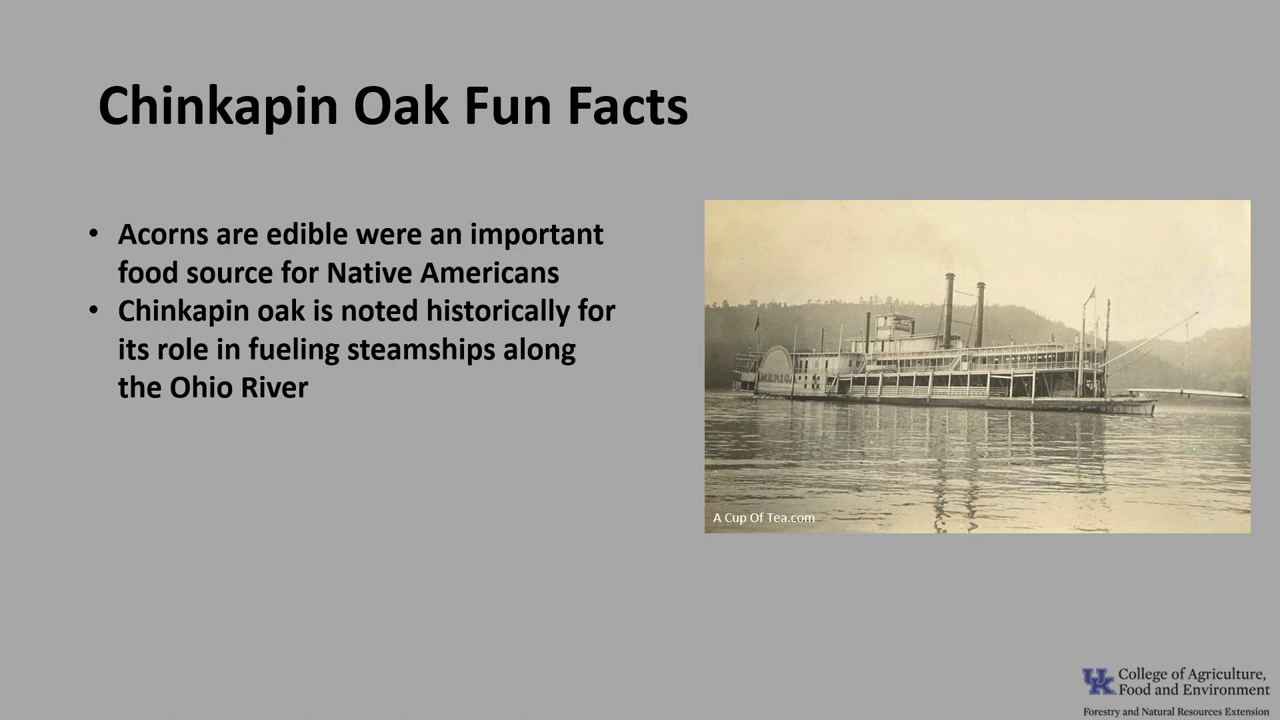 Chinkapin Oak Fun Facts
• Acorns are edible were an important
food source for Native Americans
• Chinkapin oak is noted historically for
its role in fueling steamships along
the Ohio River
A Cup Of Tea.com
UK College of Agriculture,
Food and Environment
Forestry and Natural Resources Extension